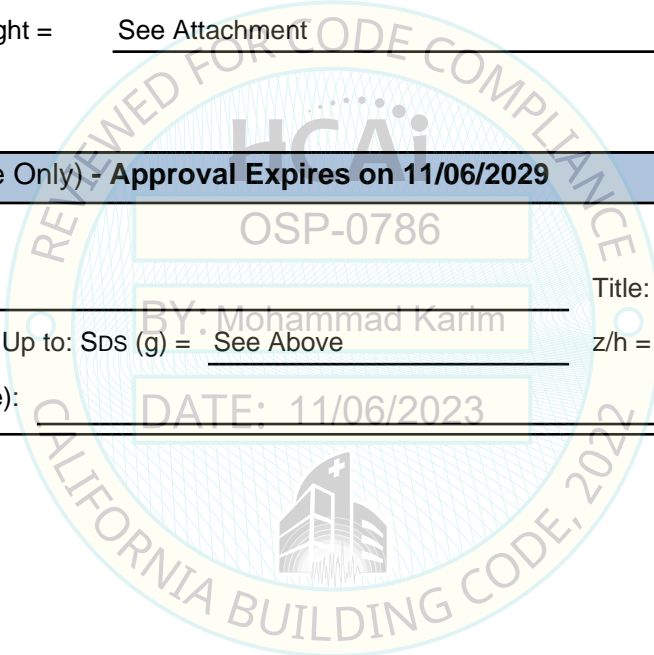 ght = See Attachment
REVIEWED FOR CODE COMPLIANCE
HCAi
e Only) - Approval Expires on 11/06/2029
OSP-0786
Title:
BY: Mohammad Karim
Up to: SDS (g) = See Above z/h =
e):
DATE: 11/06/2023
CALIFORNIA BUILDING CODE, 2022